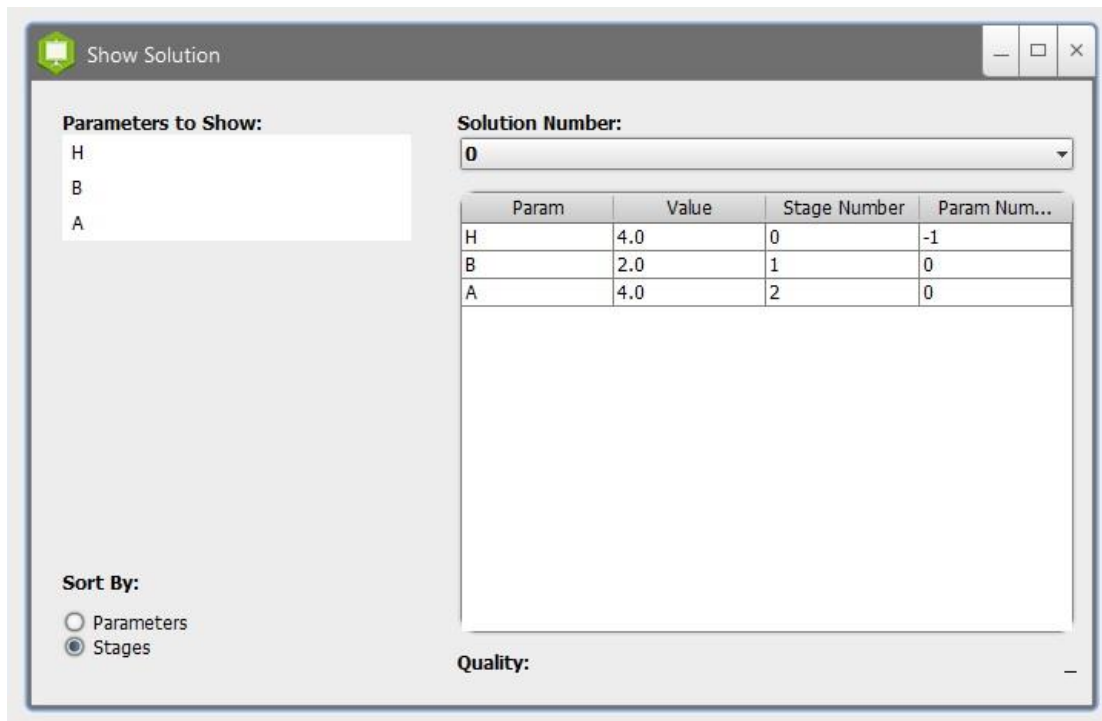 Show Solution
Parameters to Show:
H
B
A
Sort By:
Parameters
Stages
Solution Number:
0
Param Value Stage Number Param Num...
H 4.0 0 -1
B 2.0 1 0
A 4.0 2 0
Quality: _